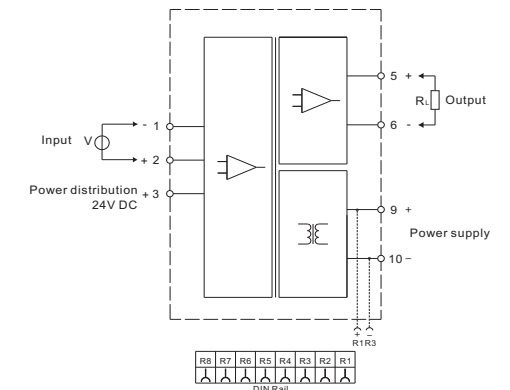 5 +
RL Output
6 -
- 1
Input V
+ 2
Power distribution + 3
24V DC
9 +
Power supply
10 -
+ -
R1 R3
R8 R7 R6 R5 R4 R3 R2 R1
DIN Rail